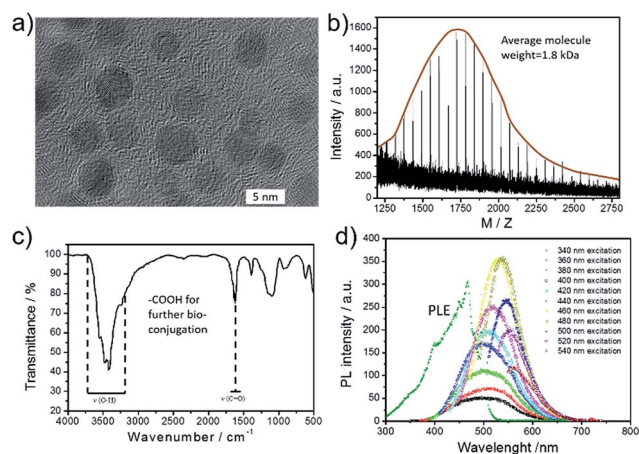 a)
5 nm
b)
Intensity / a.u.
1600
1400
1200
1000
800
600
400
200
0
Average molecule
weight=1.8 kDa
1200 1500 1750 2000 2250 2500 2800
M / Z
c)
Transmittance / %
100
90
80
70
60
50
40
30
20
-COOH for
further bio-
conjugation
ν (O-H)
ν (C=O)
4000 3500 3000 2500 2000 1500 1000 500
Wavenumber / cm⁻¹
d)
PL intensity / a.u.
350
300
250
200
150
100
50
0
PLE
340 nm excitation
360 nm excitation
380 nm excitation
400 nm excitation
420 nm excitation
440 nm excitation
460 nm excitation
480 nm excitation
500 nm excitation
520 nm excitation
540 nm excitation
300 400 500 600 700 800
Wavelenght /nm